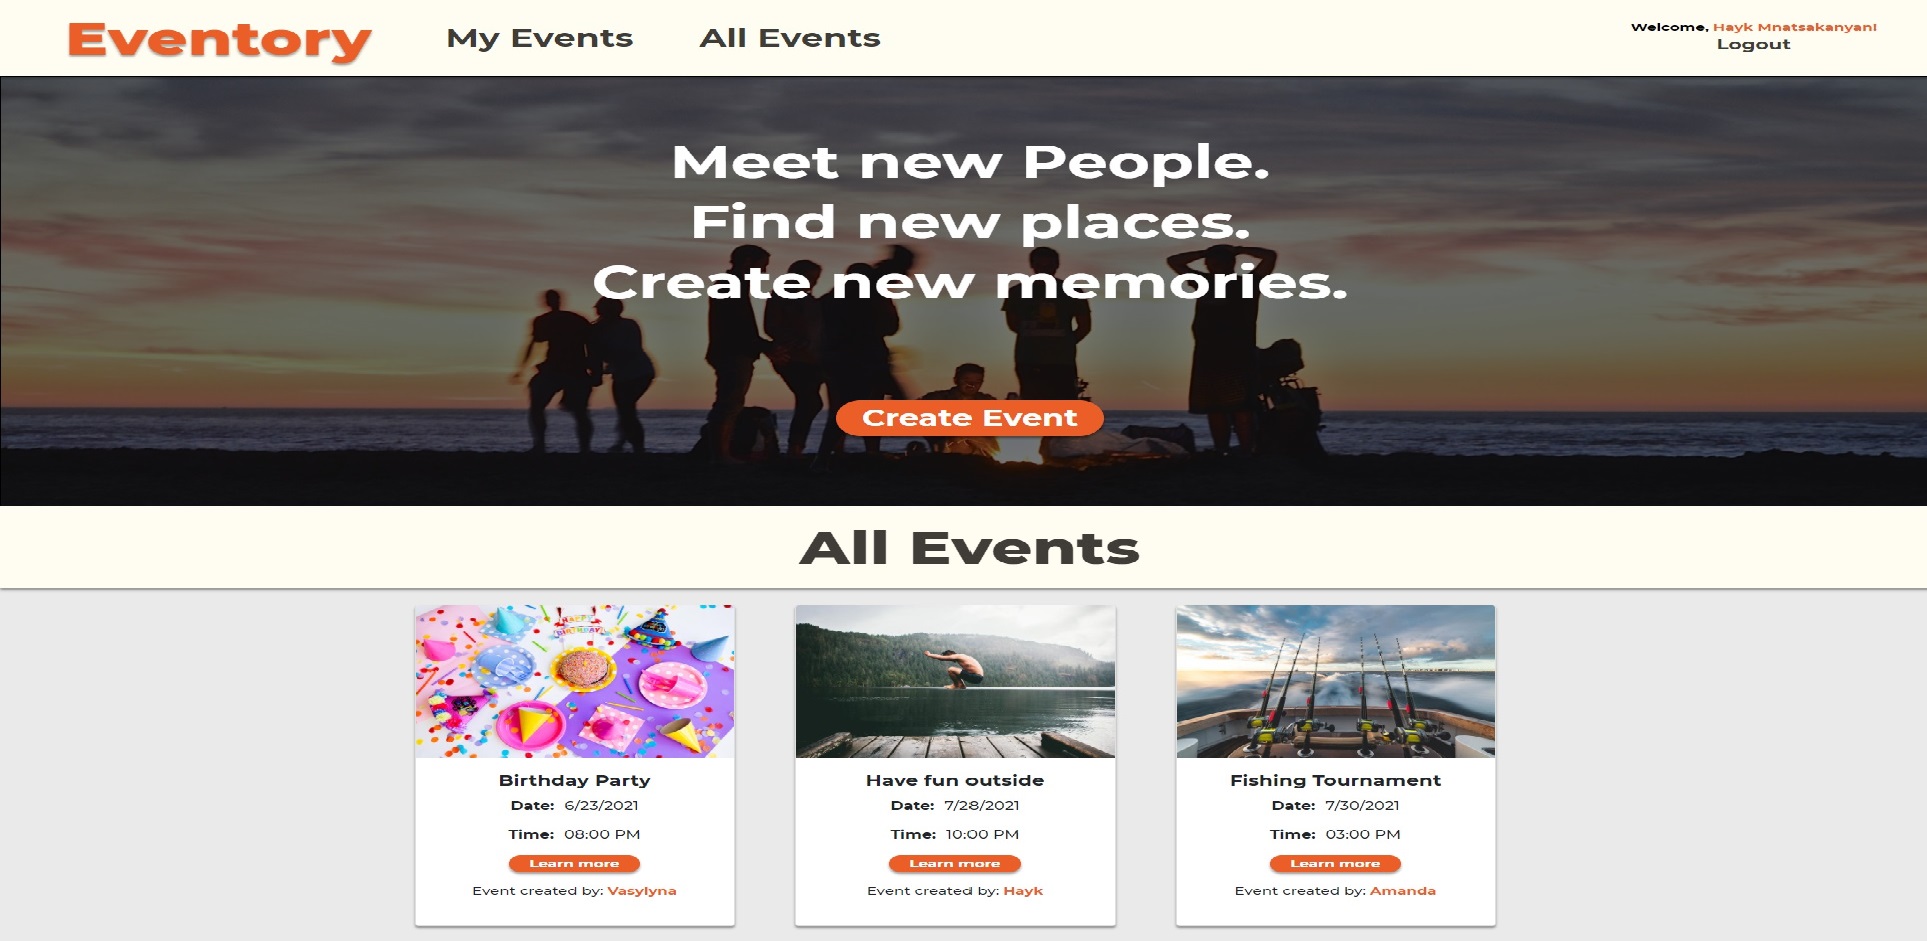 Eventory
My Events
All Events
Welcome, Hayk Mnatsakanyan!
Logout
Meet new People.
Find new places.
Create new memories.
Create Event
All Events
HAPPY
BIRTHDAY
Birthday Party
Date: 6/23/2021
Time: 08:00 PM
Learn more
Event created by: Vasylyna
Have fun outside
Date: 7/28/2021
Time: 10:00 PM
Learn more
Event created by: Hayk
Fishing Tournament
Date: 7/30/2021
Time: 03:00 PM
Learn more
Event created by: Amanda